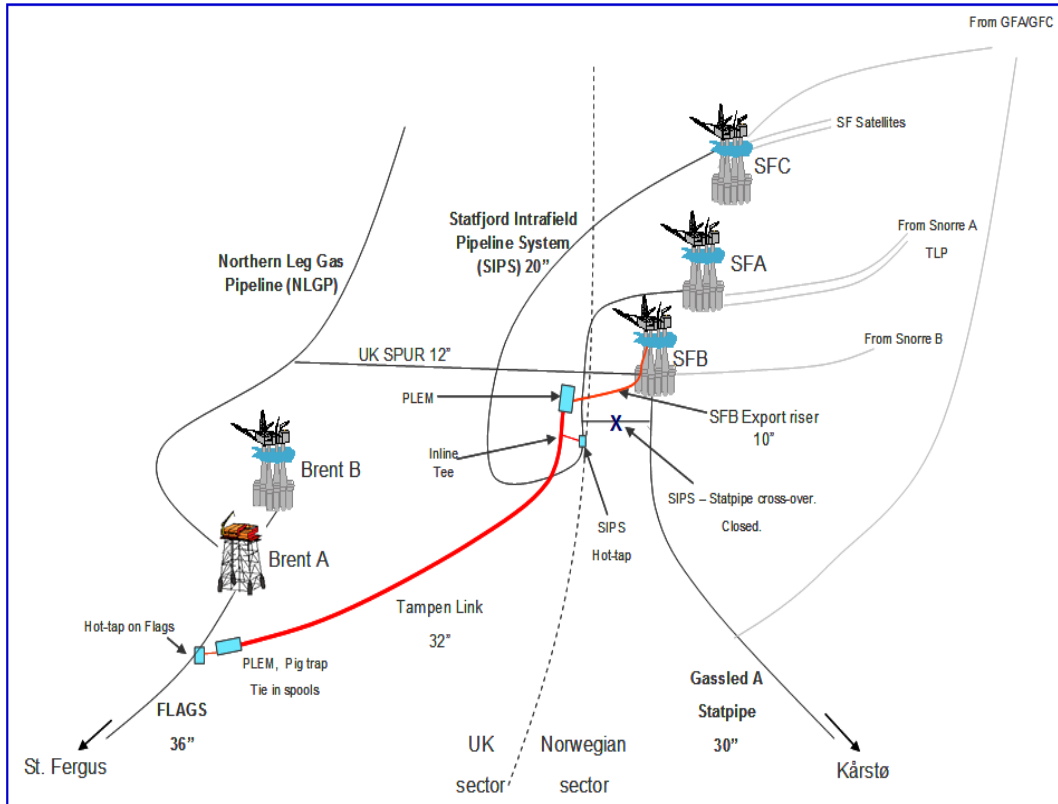 From GFA/GFC
SF Satellites
SFC
Statfjord Intrafield
Pipeline System
(SIPS) 20”
From Snorre A
TLP
Northern Leg Gas
Pipeline (NLGP)
SFA
From Snorre B
UK SPUR 12”
SFB
PLEM
SFB Export riser
10”
X
Inline
Tee
Brent B
SIPS – Statpipe cross-over.
Closed.
SIPS
Hot-tap
Brent A
Tampen Link
32”
Hot-tap on Flags
PLEM, Pig trap
Tie in spools
Gassled A
Statpipe
30”
FLAGS
36”
UK
sector
Norwegian
sector
St. Fergus
Kårstø